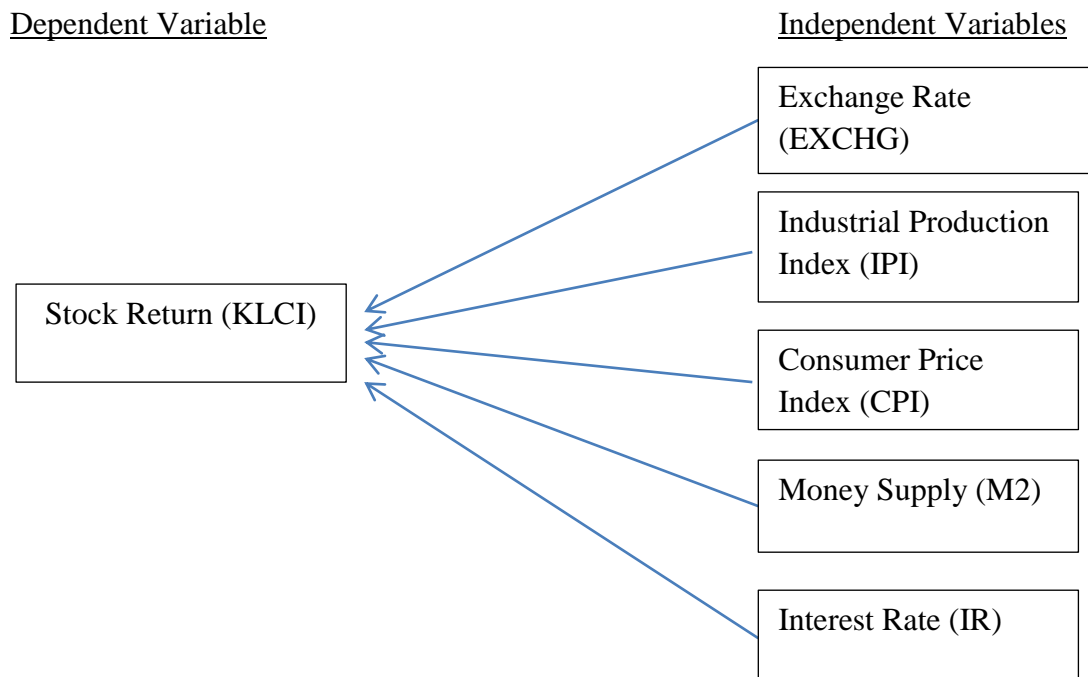 Dependent Variable
Independent Variables
Exchange Rate
(EXCHG)
Industrial Production
Index (IPI)
Stock Return (KLCI)
Consumer Price
Index (CPI)
Money Supply (M2)
Interest Rate (IR)